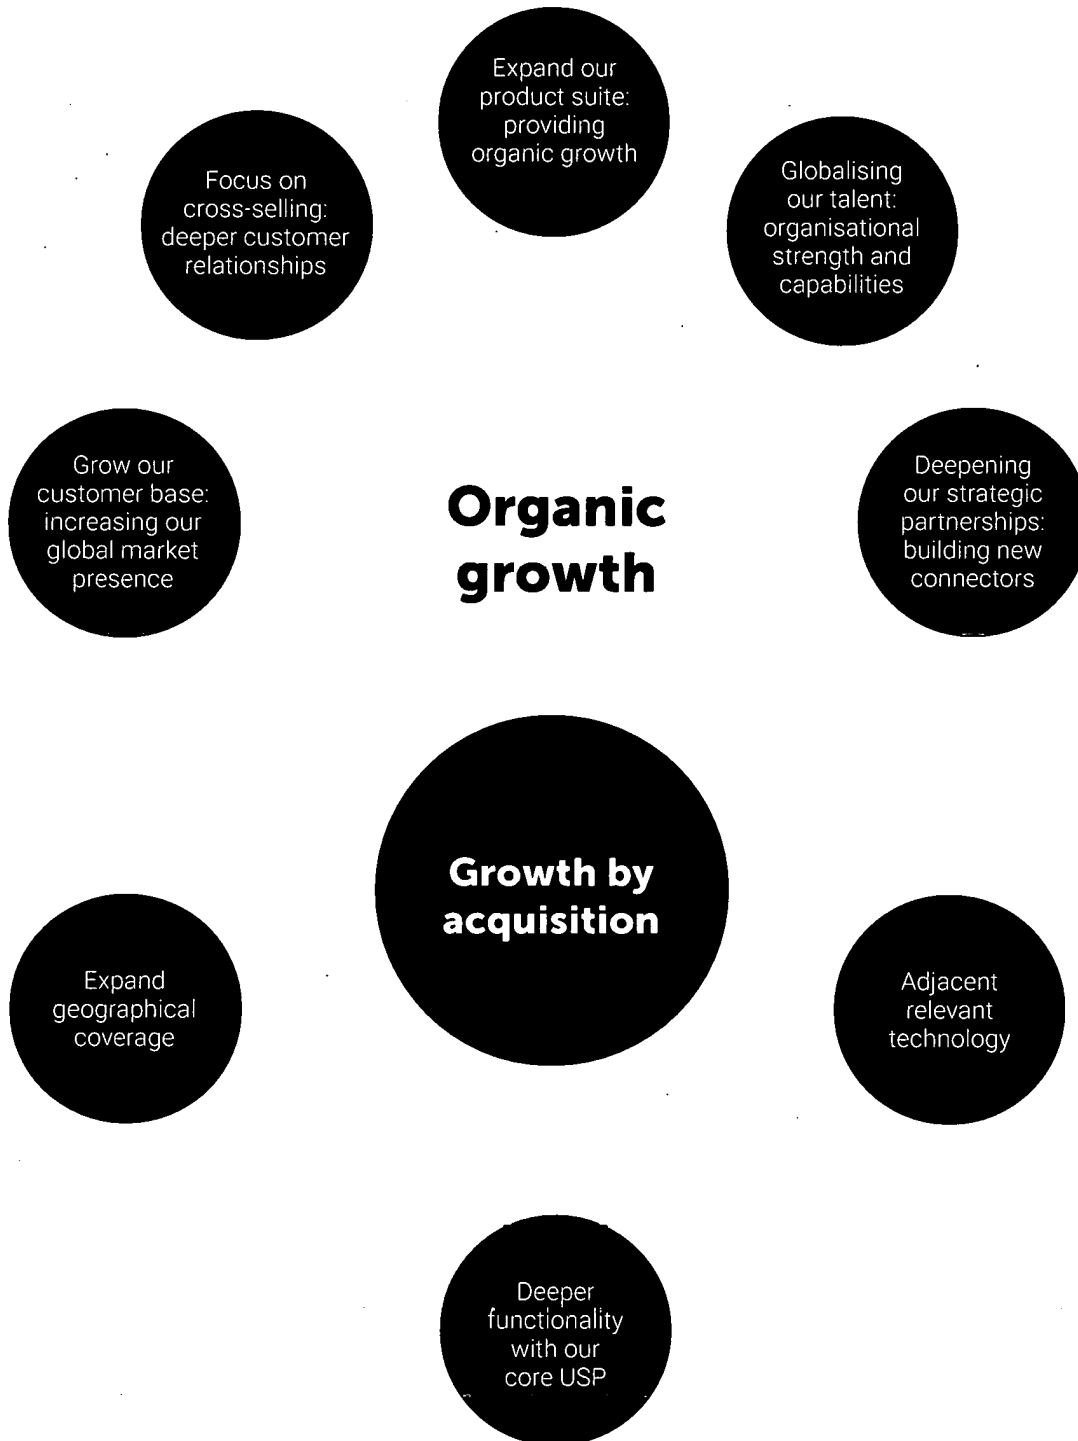 Expand our
product suite:
providing
organic growth
Focus on
cross-selling:
deeper customer
relationships
Globalising
our talent:
organisational
strength and
capabilities
Grow our
customer base:
increasing our
global market
presence
Organic
growth
Deepening
our strategic
partnerships:
building new
connectors
Growth by
acquisition
Expand
geographical
coverage
Adjacent
relevant
technology
Deeper
functionality
with our
core USP